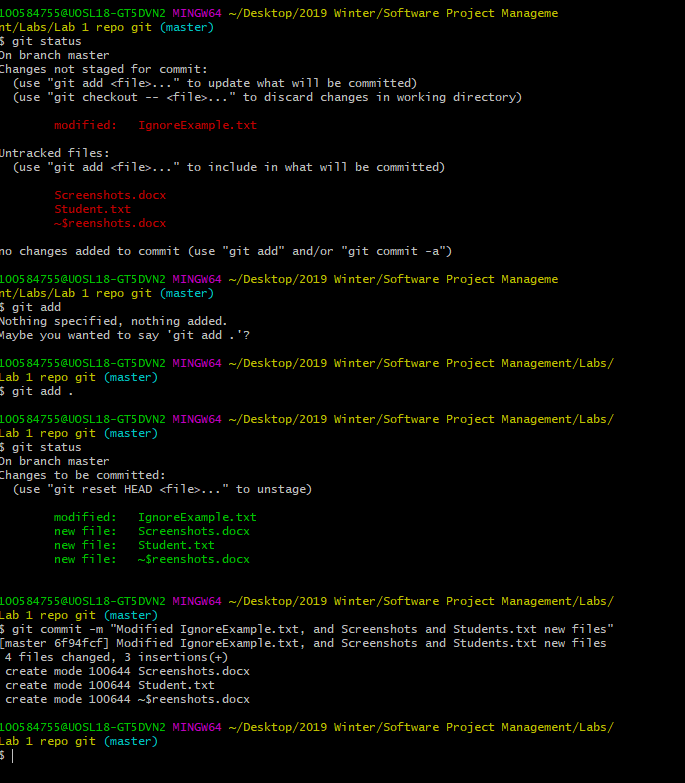 100584755@UOSL18-GT5DVN2 MINGW64 ~/Desktop/2019 Winter/Software Project Manageme
nt/Labs/Lab 1 repo git (master)
$ git status
On branch master
Changes not staged for commit:
  (use "git add <file>..." to update what will be committed)
  (use "git checkout -- <file>..." to discard changes in working directory)

        modified:   IgnoreExample.txt

Untracked files:
  (use "git add <file>..." to include in what will be committed)

        Screenshots.docx
        Student.txt
        ~$reenshots.docx

no changes added to commit (use "git add" and/or "git commit -a")

100584755@UOSL18-GT5DVN2 MINGW64 ~/Desktop/2019 Winter/Software Project Manageme
nt/Labs/Lab 1 repo git (master)
$ git add
Nothing specified, nothing added.
Maybe you wanted to say 'git add .'?

100584755@UOSL18-GT5DVN2 MINGW64 ~/Desktop/2019 Winter/Software Project Management/Labs/
Lab 1 repo git (master)
$ git add .

100584755@UOSL18-GT5DVN2 MINGW64 ~/Desktop/2019 Winter/Software Project Management/Labs/
Lab 1 repo git (master)
$ git status
On branch master
Changes to be committed:
  (use "git reset HEAD <file>..." to unstage)

        modified:   IgnoreExample.txt
        new file:   Screenshots.docx
        new file:   Student.txt
        new file:   ~$reenshots.docx


100584755@UOSL18-GT5DVN2 MINGW64 ~/Desktop/2019 Winter/Software Project Management/Labs/
Lab 1 repo git (master)
$ git commit -m "Modified IgnoreExample.txt, and Screenshots and Students.txt new files"
[master 6f94fcf] Modified IgnoreExample.txt, and Screenshots and Students.txt new files
 4 files changed, 3 insertions(+)
 create mode 100644 Screenshots.docx
 create mode 100644 Student.txt
 create mode 100644 ~$reenshots.docx

100584755@UOSL18-GT5DVN2 MINGW64 ~/Desktop/2019 Winter/Software Project Management/Labs/
Lab 1 repo git (master)
$